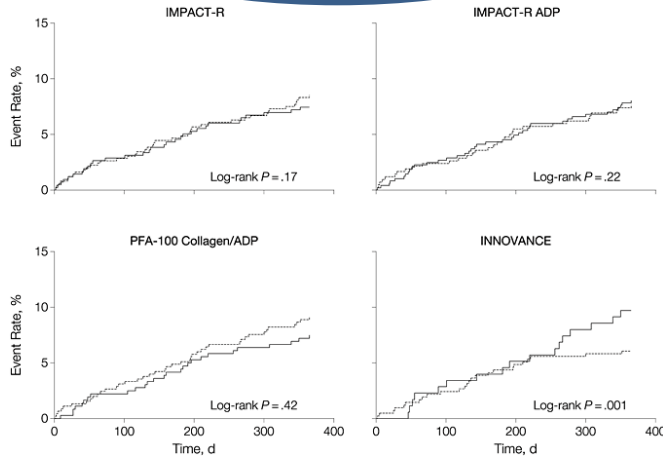 IMPACT-R
IMPACT-R ADP
15
10
5
0
Event Rate, %
Log-rank P = .17
Log-rank P = .22
PFA-100 Collagen/ADP
INNOVANCE
15
10
5
0
Event Rate, %
Log-rank P = .42
Log-rank P = .001
0 100 200 300 400
0 100 200 300 400
Time, d
Time, d